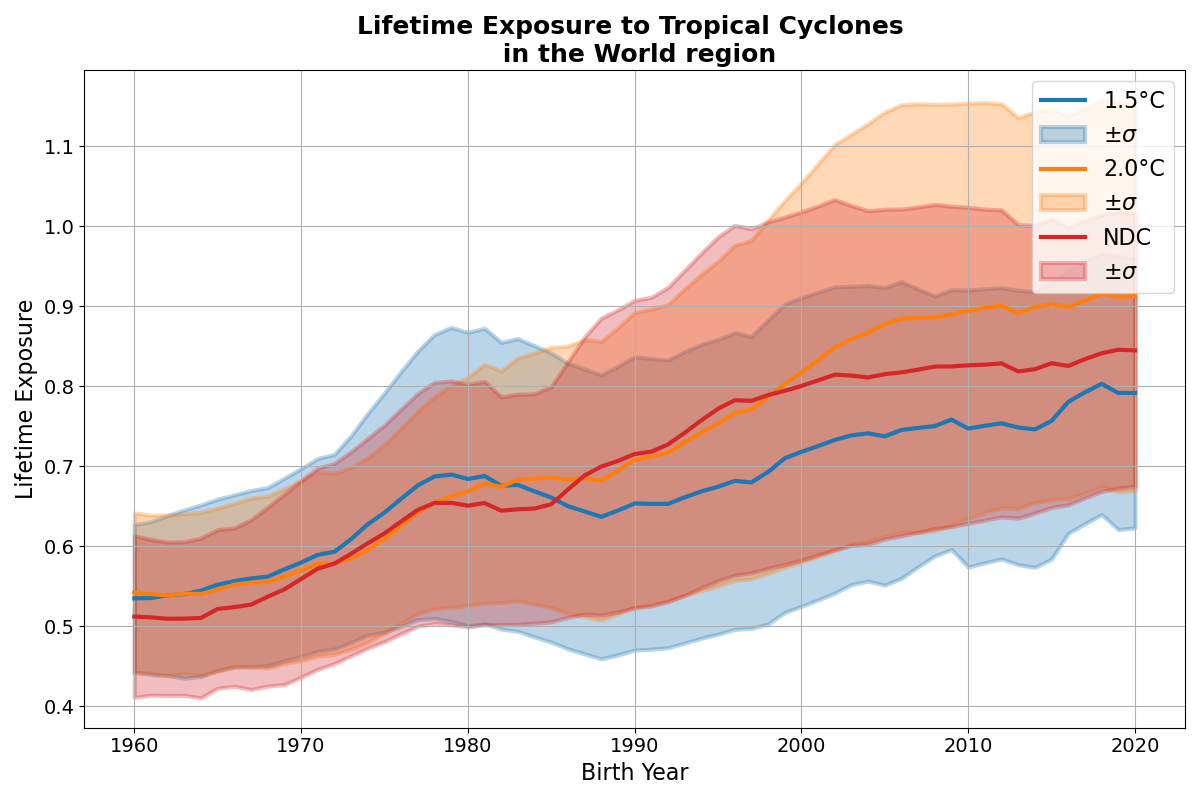 Lifetime Exposure to Tropical Cyclones
in the World region
1.5°C
±σ
2.0°C
±σ
NDC
±σ
Lifetime Exposure
1.1
1.0
0.9
0.8
0.7
0.6
0.5
0.4
1960 1970 1980 1990 2000 2010 2020
Birth Year